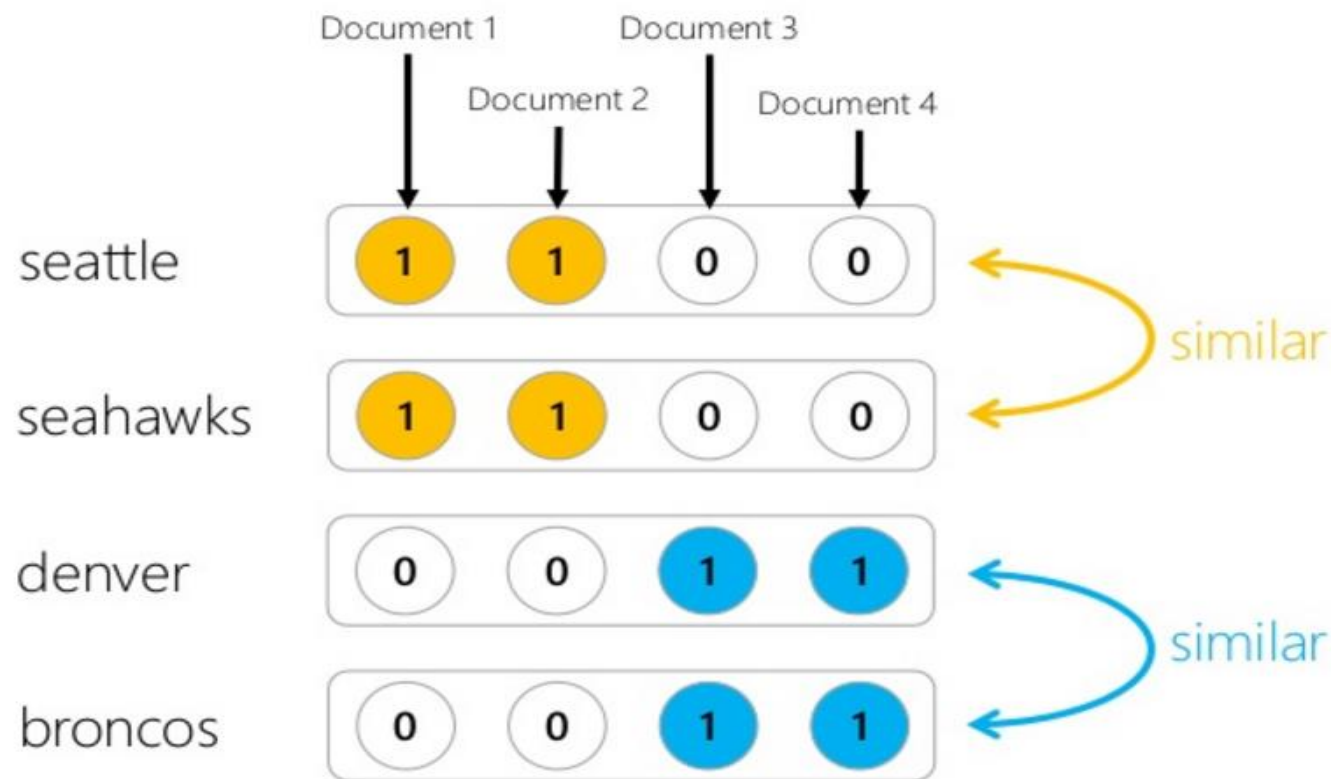 Document 1
Document 3
Document 2
Document 4
seattle 1 1 0 0
similar
seahawks 1 1 0 0
denver 0 0 1 1
similar
broncos 0 0 1 1